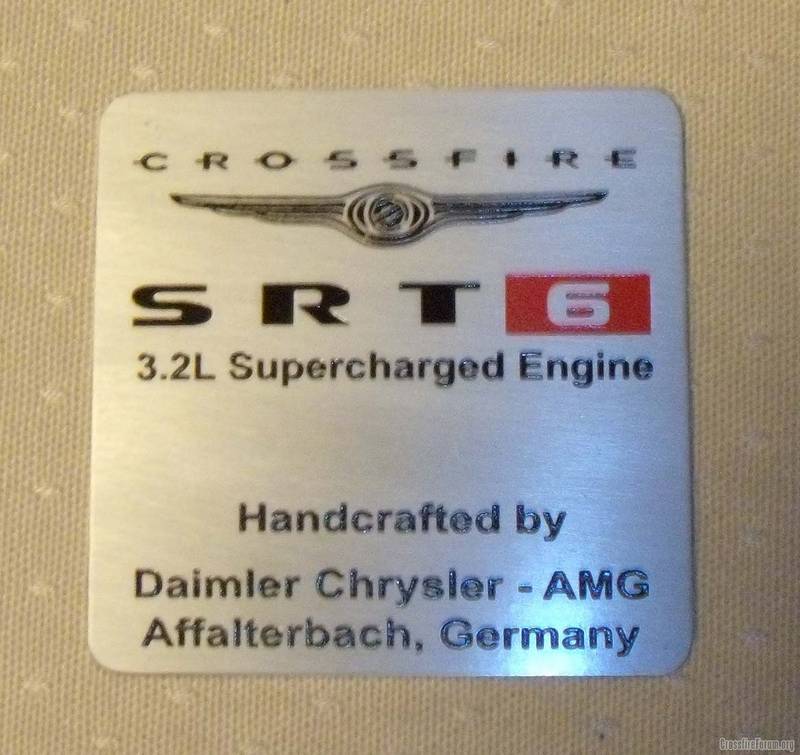 CROSSFIRE
SRT6
3.2L Supercharged Engine
Handcrafted by
Daimler Chrysler - AMG
Affalterbach, Germany
CrossfireForum.org